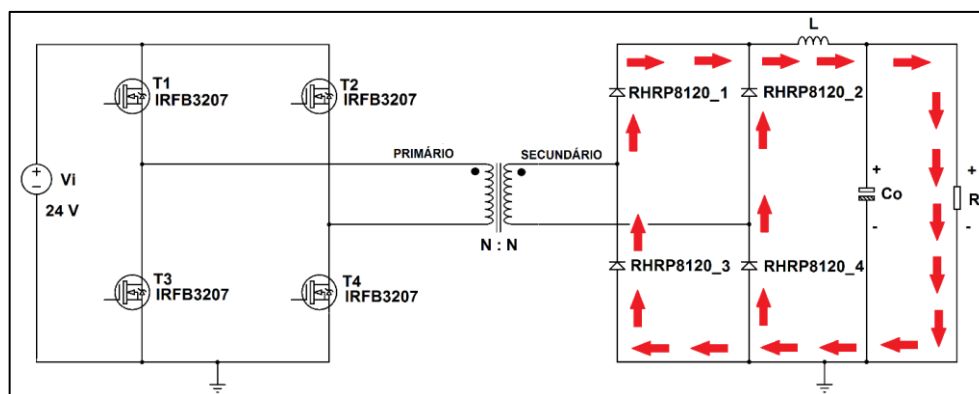 T1
IRFB3207
T2
IRFB3207
Vi
24 V
T3
IRFB3207
T4
IRFB3207
PRIMÁRIO
SECUNDÁRIO
N : N
L
RHRP8120_1
RHRP8120_2
RHRP8120_3
RHRP8120_4
+
Co
-
+
R
-